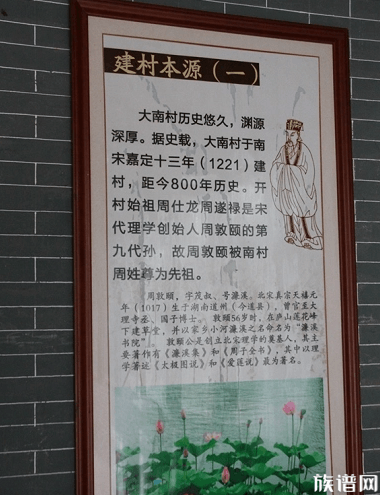 建村本源（一）
大南村历史悠久，渊源
深厚。据史载，大南村于南
宋嘉定十三年（1221）建
村，距今800年历史。开
村始祖周仕龙周遂禄是宋
代理学创始人周敦颐的第
九代孙，故周敦颐被南村
周姓尊为先祖。
周敦颐，字茂叔、号濂溪。北宋真宗天禧元
年（1017）生于湖南道州（今道县），曾官至大
理寺丞、国子博士。敦颐56岁时，在庐山莲花峰
下建草堂，并以家乡小河濂溪之名命名为“濂溪
书院”。敦颐公是创立北宋理学的奠基人，其主
要著作有《濂溪集》和《周子全书》，其中以理
学著送《太极图说》和《爱莲说》最为著名。
族谱网